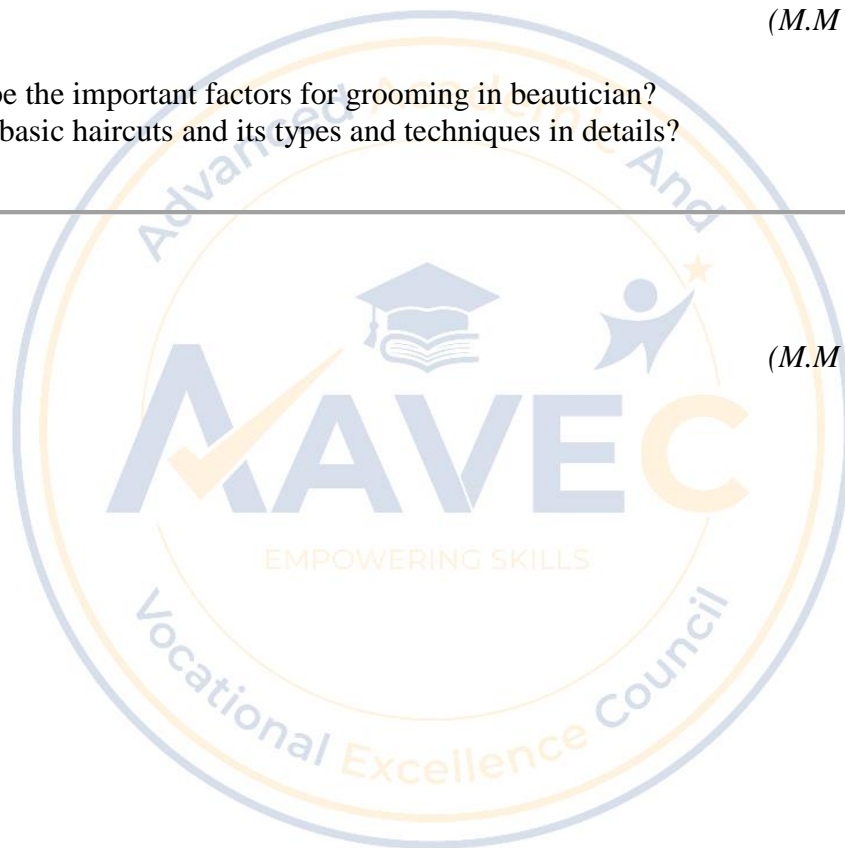 (M.M
be the important factors for grooming in beautician?
basic haircuts and its types and techniques in details?
Advanced Academic And
(M.M
AAVEC
EMPOWERING SKILLS
Vocational Excellence Council